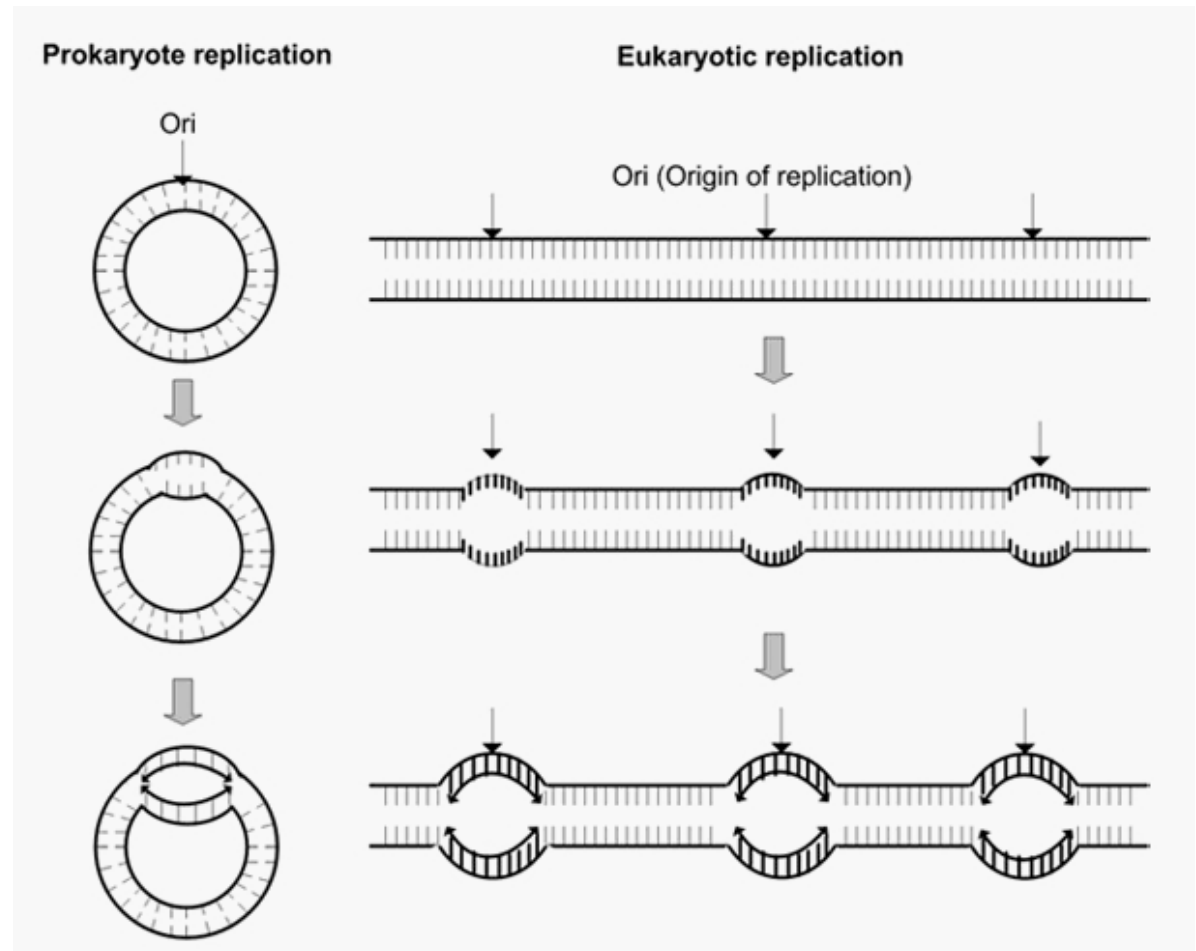 Prokaryote replication
Eukaryotic replication
Ori
Ori (Origin of replication)